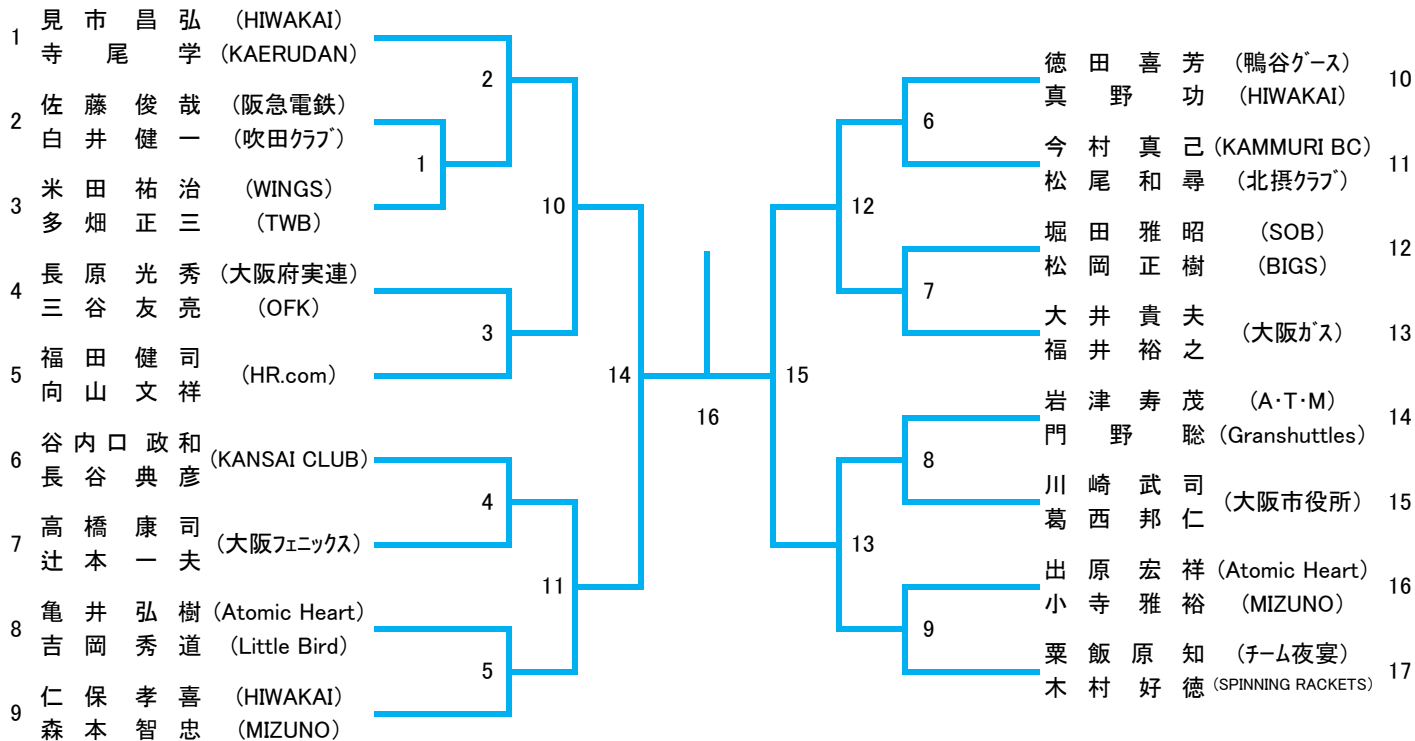 1 見市昌弘 (HIWAKAI)
寺尾学 (KAERUDAN)
2 佐藤俊哉 (阪急電鉄)
白井健一 (吹田ｸﾗﾌﾞ)
3 米田祐治 (WINGS)
多畑正三 (TWB)
4 長原光秀 (大阪府実連)
三谷友亮 (OFK)
5 福田健司 (HR.com)
向山文祥
6 谷内口政和 (KANSAI CLUB)
長谷典彦
7 高橋康司 (大阪ﾌｪﾆｯｸｽ)
辻本一夫
8 亀井弘樹 (Atomic Heart)
吉岡秀道 (Little Bird)
9 仁保孝喜 (HIWAKAI)
森本智忠 (MIZUNO)
2
1
10
3
14
4
11
5
16
15
12
6
7
13
8
9
徳田喜芳 (鴨谷ｸﾞｰｽ) 10
真野功 (HIWAKAI)
今村真己 (KAMMURI BC) 11
松尾和尋 (北摂ｸﾗﾌﾞ)
堀田雅昭 (SOB) 12
松岡正樹 (BIGS)
大井貴夫 (大阪ｶﾞｽ) 13
福井裕之
岩津寿茂 (A･T･M) 14
門野聡 (Granshuttles)
川崎武司 (大阪市役所) 15
葛西邦仁
出原宏祥 (Atomic Heart) 16
小寺雅裕 (MIZUNO)
粟飯原知 (ﾁｰﾑ夜宴) 17
木村好徳 (SPINNING RACKETS)